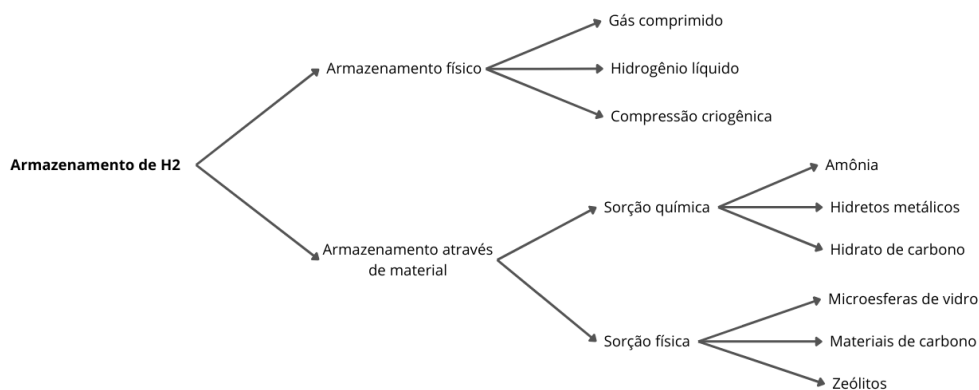 Gás comprimido
Armazenamento físico
Hidrogênio líquido
Compressão criogênica
Armazenamento de H2
Amônia
Sorção química
Hidretos metálicos
Hidrato de carbono
Armazenamento através
de material
Microesferas de vidro
Sorção física
Materiais de carbono
Zeólitos